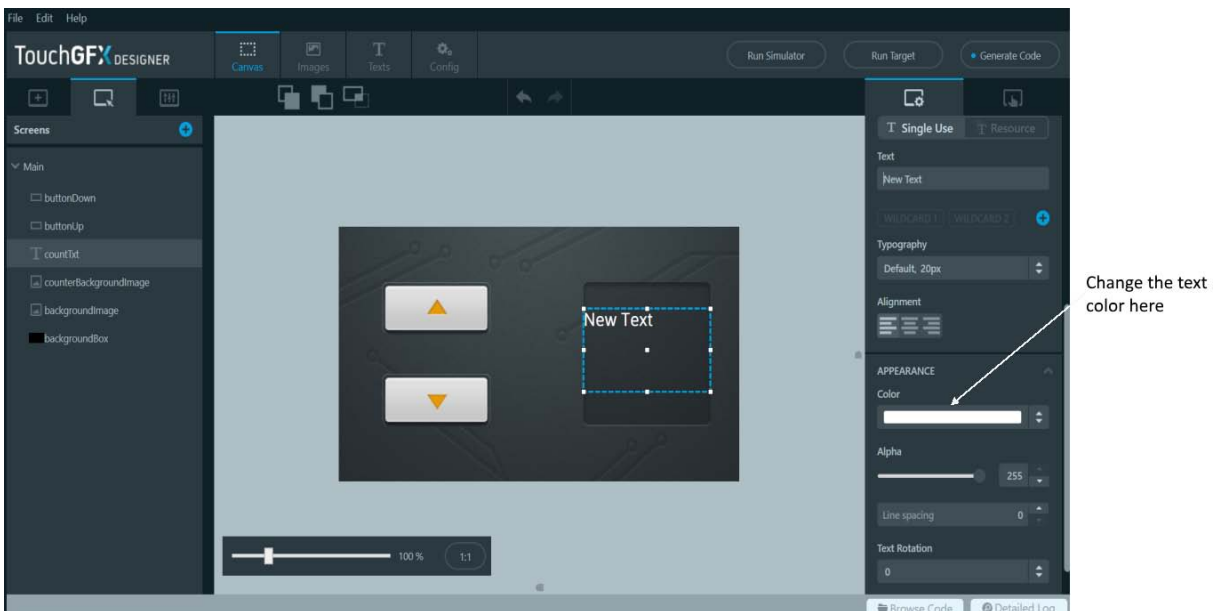 File Edit Help
TouchGFX DESIGNER
Canvas
Images
Texts
Config
Run Simulator
Run Target
Generate Code
Screens
Main
buttonDown
buttonUp
countTxt
counterBackgroundImage
backgroundImage
backgroundBox
New Text
100 %
1:1
T Single Use
T Resource
Text
New Text
WILDCARD 1
WILDCARD 2
Typography
Default, 20px
Alignment
APPEARANCE
Color
Alpha
255
Line spacing
0
Text Rotation
0
Browse Code
Detailed Log
Change the text
color here